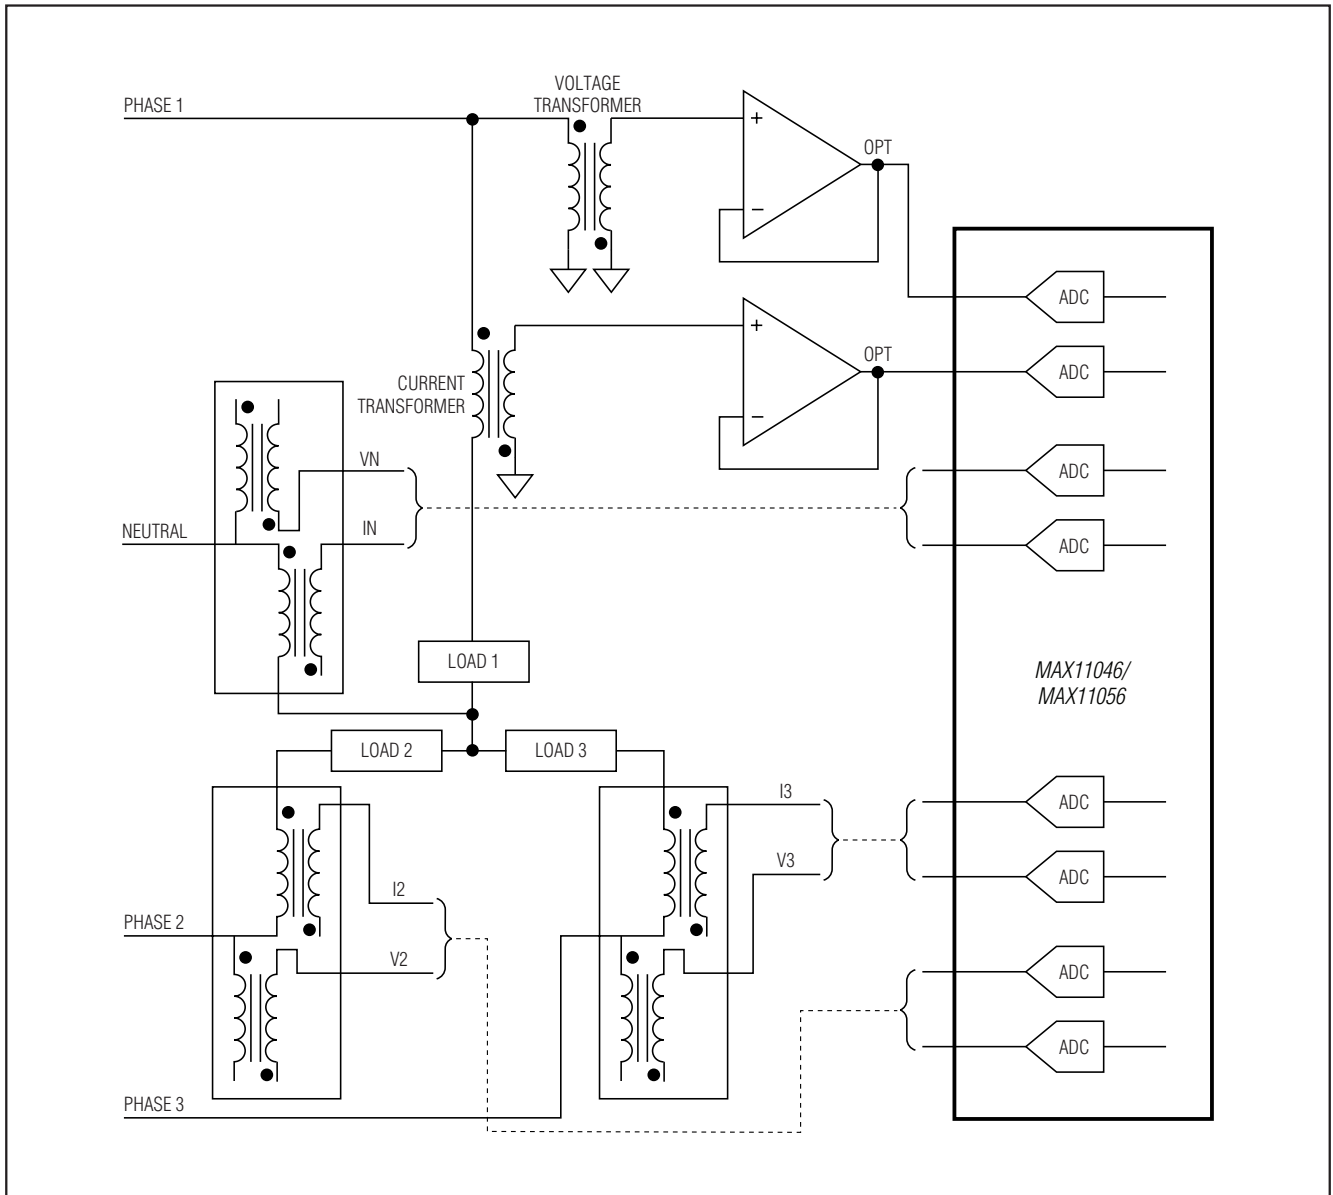 VOLTAGE
TRANSFORMER
PHASE 1
+
OPT
−
ADC
+
OPT
ADC
CURRENT
TRANSFORMER
−
VN
ADC
IN
NEUTRAL
ADC
LOAD 1
MAX11046/
MAX11056
LOAD 2
LOAD 3
I3
ADC
V3
ADC
I2
PHASE 2
V2
ADC
ADC
PHASE 3